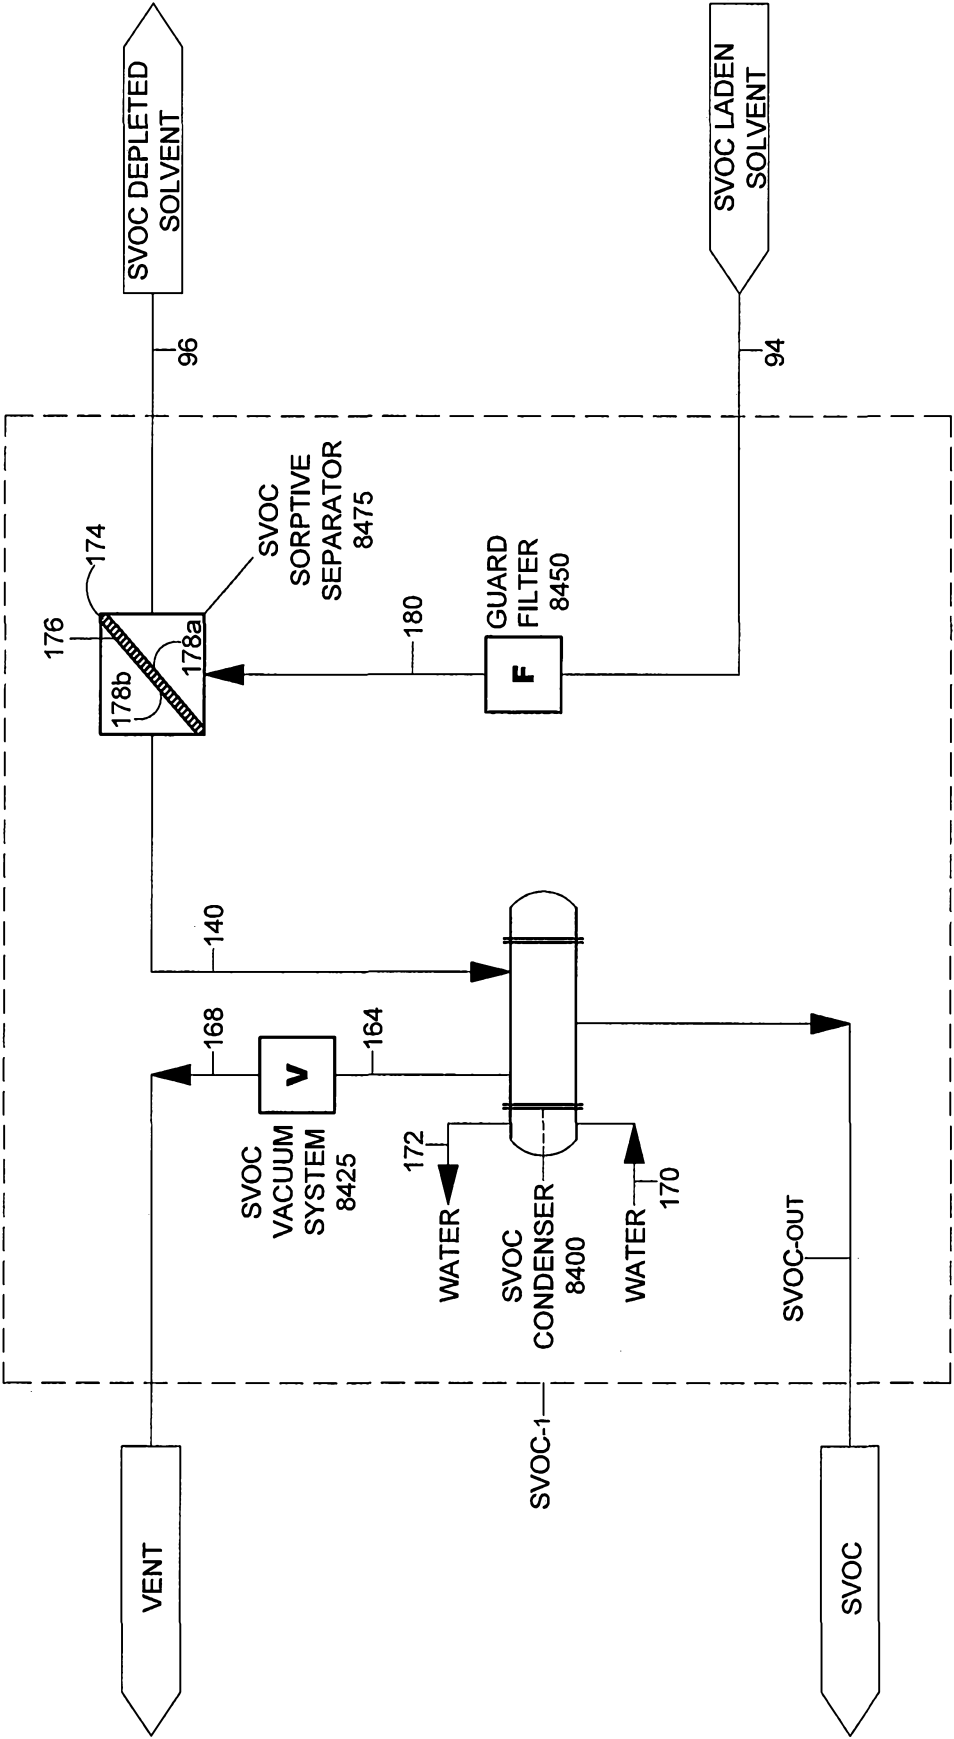 VENT
SVOC
SVOC-1
SVOC
VACUUM
SYSTEM
8425
V
168
164
172
WATER
SVOC
CONDENSER
8400
WATER
170
SVOC-OUT
140
176
174
178b
178a
SVOC
SORPTIVE
SEPARATOR
8475
180
GUARD
FILTER
8450
F
96
94
SVOC DEPLETED
SOLVENT
SVOC LADEN
SOLVENT